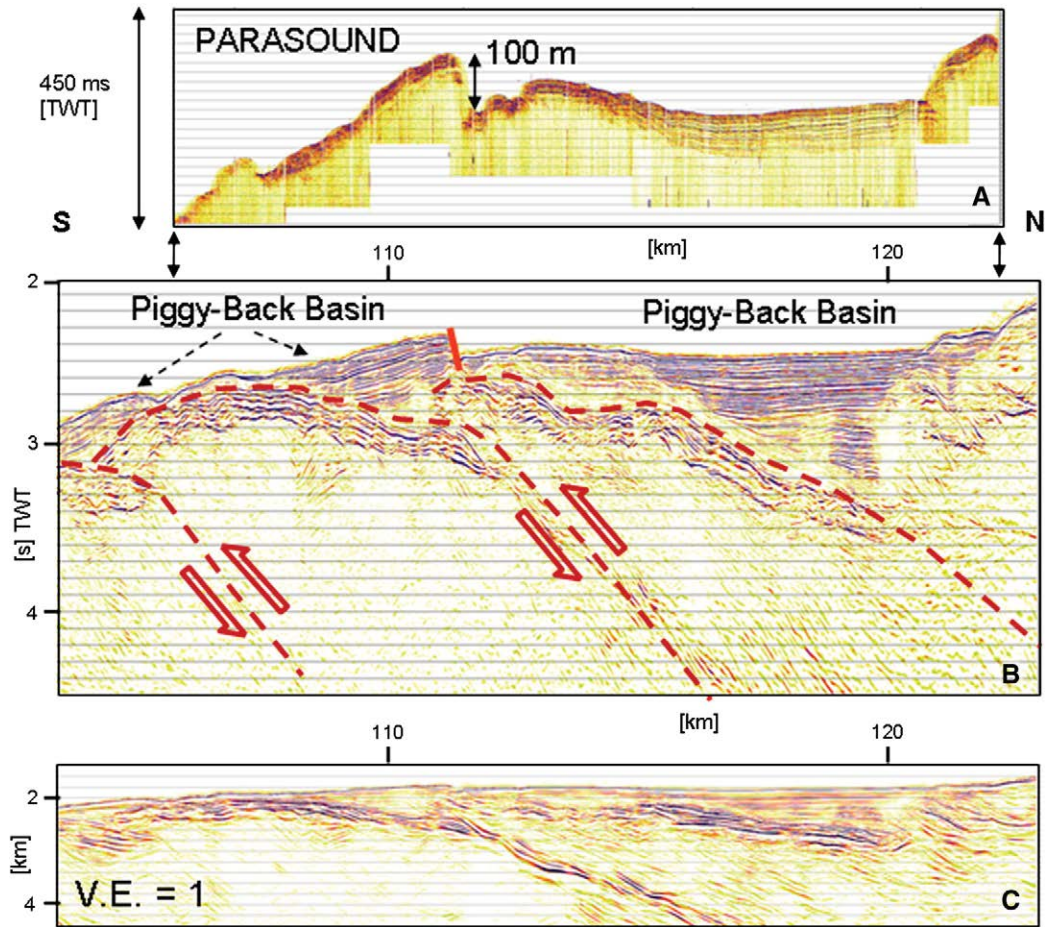 PARASOUND
100 m
450 ms
[TWT]
A
S
N
110
[km]
120
2
Piggy-Back Basin
Piggy-Back Basin
3
[s] TWT
4
B
[km]
110
120
2
[km]
4
V.E. = 1
C